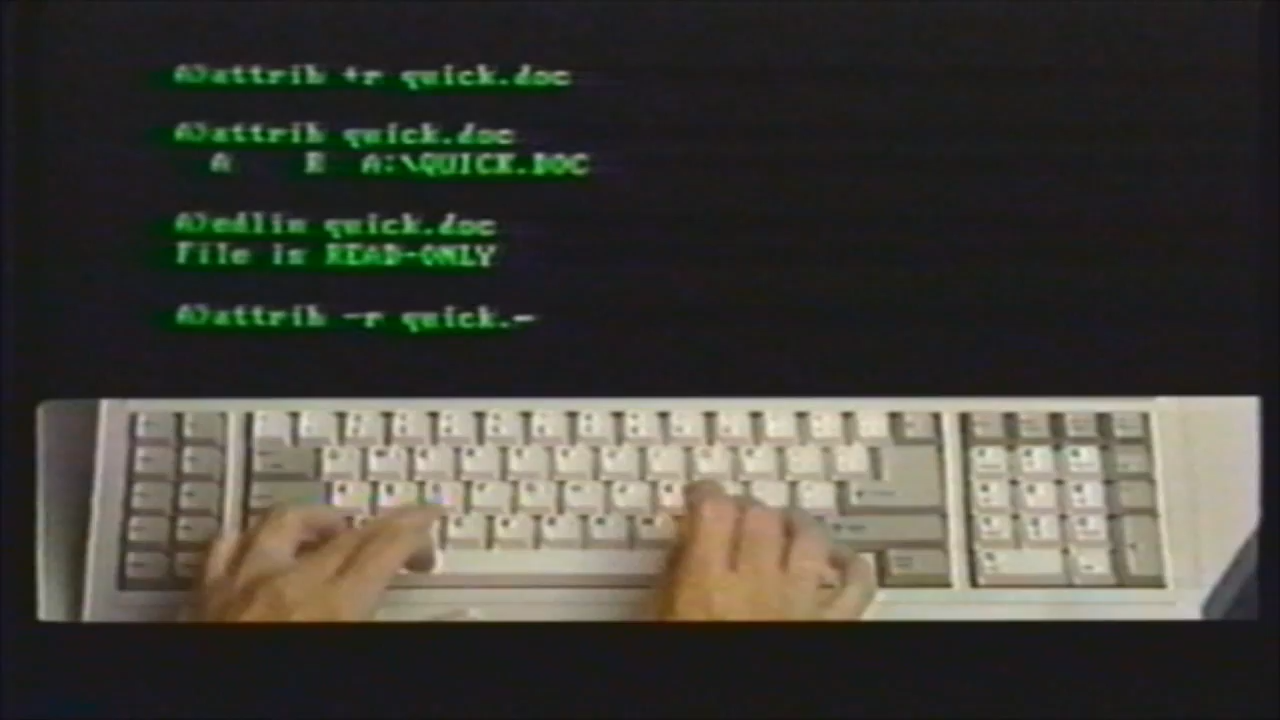 A>attrib +r quick.doc
A>attrib quick.doc
A R A:\QUICK.DOC
A>edlin quick.doc
File is READ-ONLY
A>attrib -r quick.